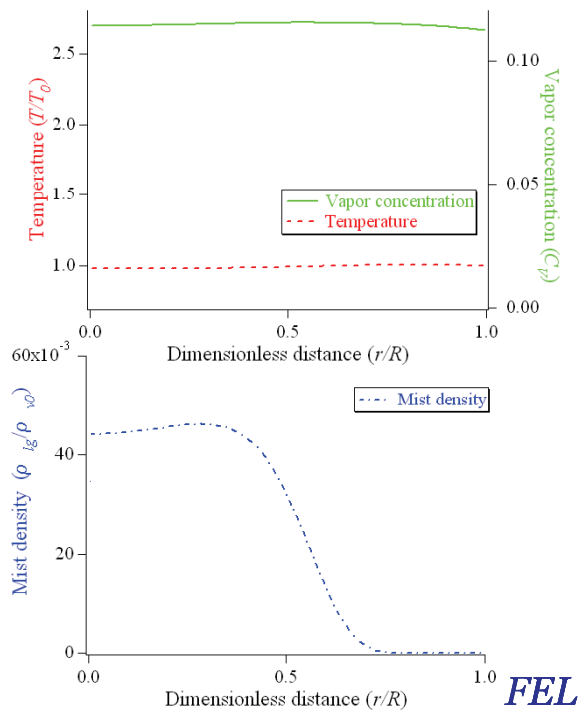 2.5
2.0
1.5
1.0
Temperature (T/T0)
0.10
0.05
0.00
Vapor concentration (CV)
Vapor concentration
Temperature
0.0
0.5
1.0
Dimensionless distance (r/R)
60x10-3
40
20
0
Mist density (ρ lg/ρ v0)
Mist density
0.0
0.5
1.0
Dimensionless distance (r/R)
FEL